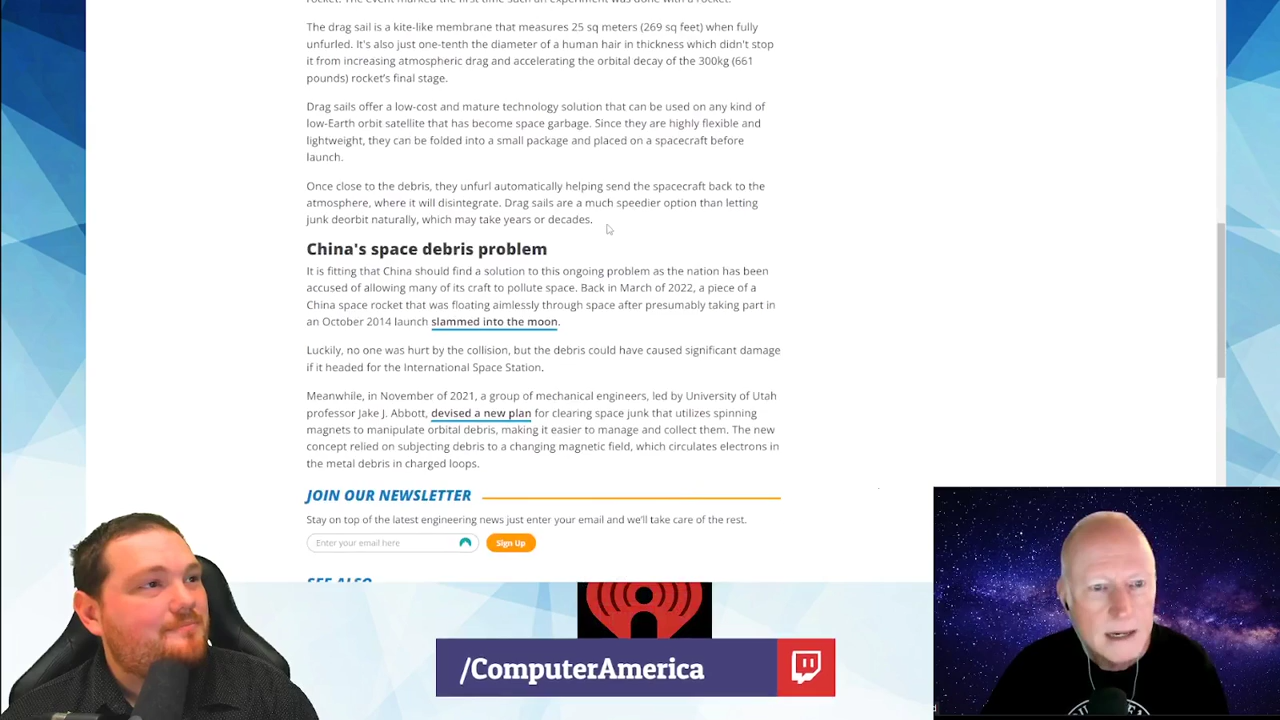 rocket. The event marked the first time such an experiment was done with a rocket.
The drag sail is a kite-like membrane that measures 25 sq meters (269 sq feet) when fully
unfurled. It's also just one-tenth the diameter of a human hair in thickness which didn't stop
it from increasing atmospheric drag and accelerating the orbital decay of the 300kg (661
pounds) rocket's final stage.
Drag sails offer a low-cost and mature technology solution that can be used on any kind of
low-Earth orbit satellite that has become space garbage. Since they are highly flexible and
lightweight, they can be folded into a small package and placed on a spacecraft before
launch.
Once close to the debris, they unfurl automatically helping send the spacecraft back to the
atmosphere, where it will disintegrate. Drag sails are a much speedier option than letting
junk deorbit naturally, which may take years or decades.
China's space debris problem
It is fitting that China should find a solution to this ongoing problem as the nation has been
accused of allowing many of its craft to pollute space. Back in March of 2022, a piece of a
China space rocket that was floating aimlessly through space after presumably taking part in
an October 2014 launch slammed into the moon.
Luckily, no one was hurt by the collision, but the debris could have caused significant damage
if it headed for the International Space Station.
Meanwhile, in November of 2021, a group of mechanical engineers, led by University of Utah
professor Jake J. Abbott, devised a new plan for clearing space junk that utilizes spinning
magnets to manipulate orbital debris, making it easier to manage and collect them. The new
concept relied on subjecting debris to a changing magnetic field, which circulates electrons in
the metal debris in charged loops.
JOIN OUR NEWSLETTER
Stay on top of the latest engineering news just enter your email and we'll take care of the rest.
Enter your email here
Sign Up
SEE ALSO
/ComputerAmerica